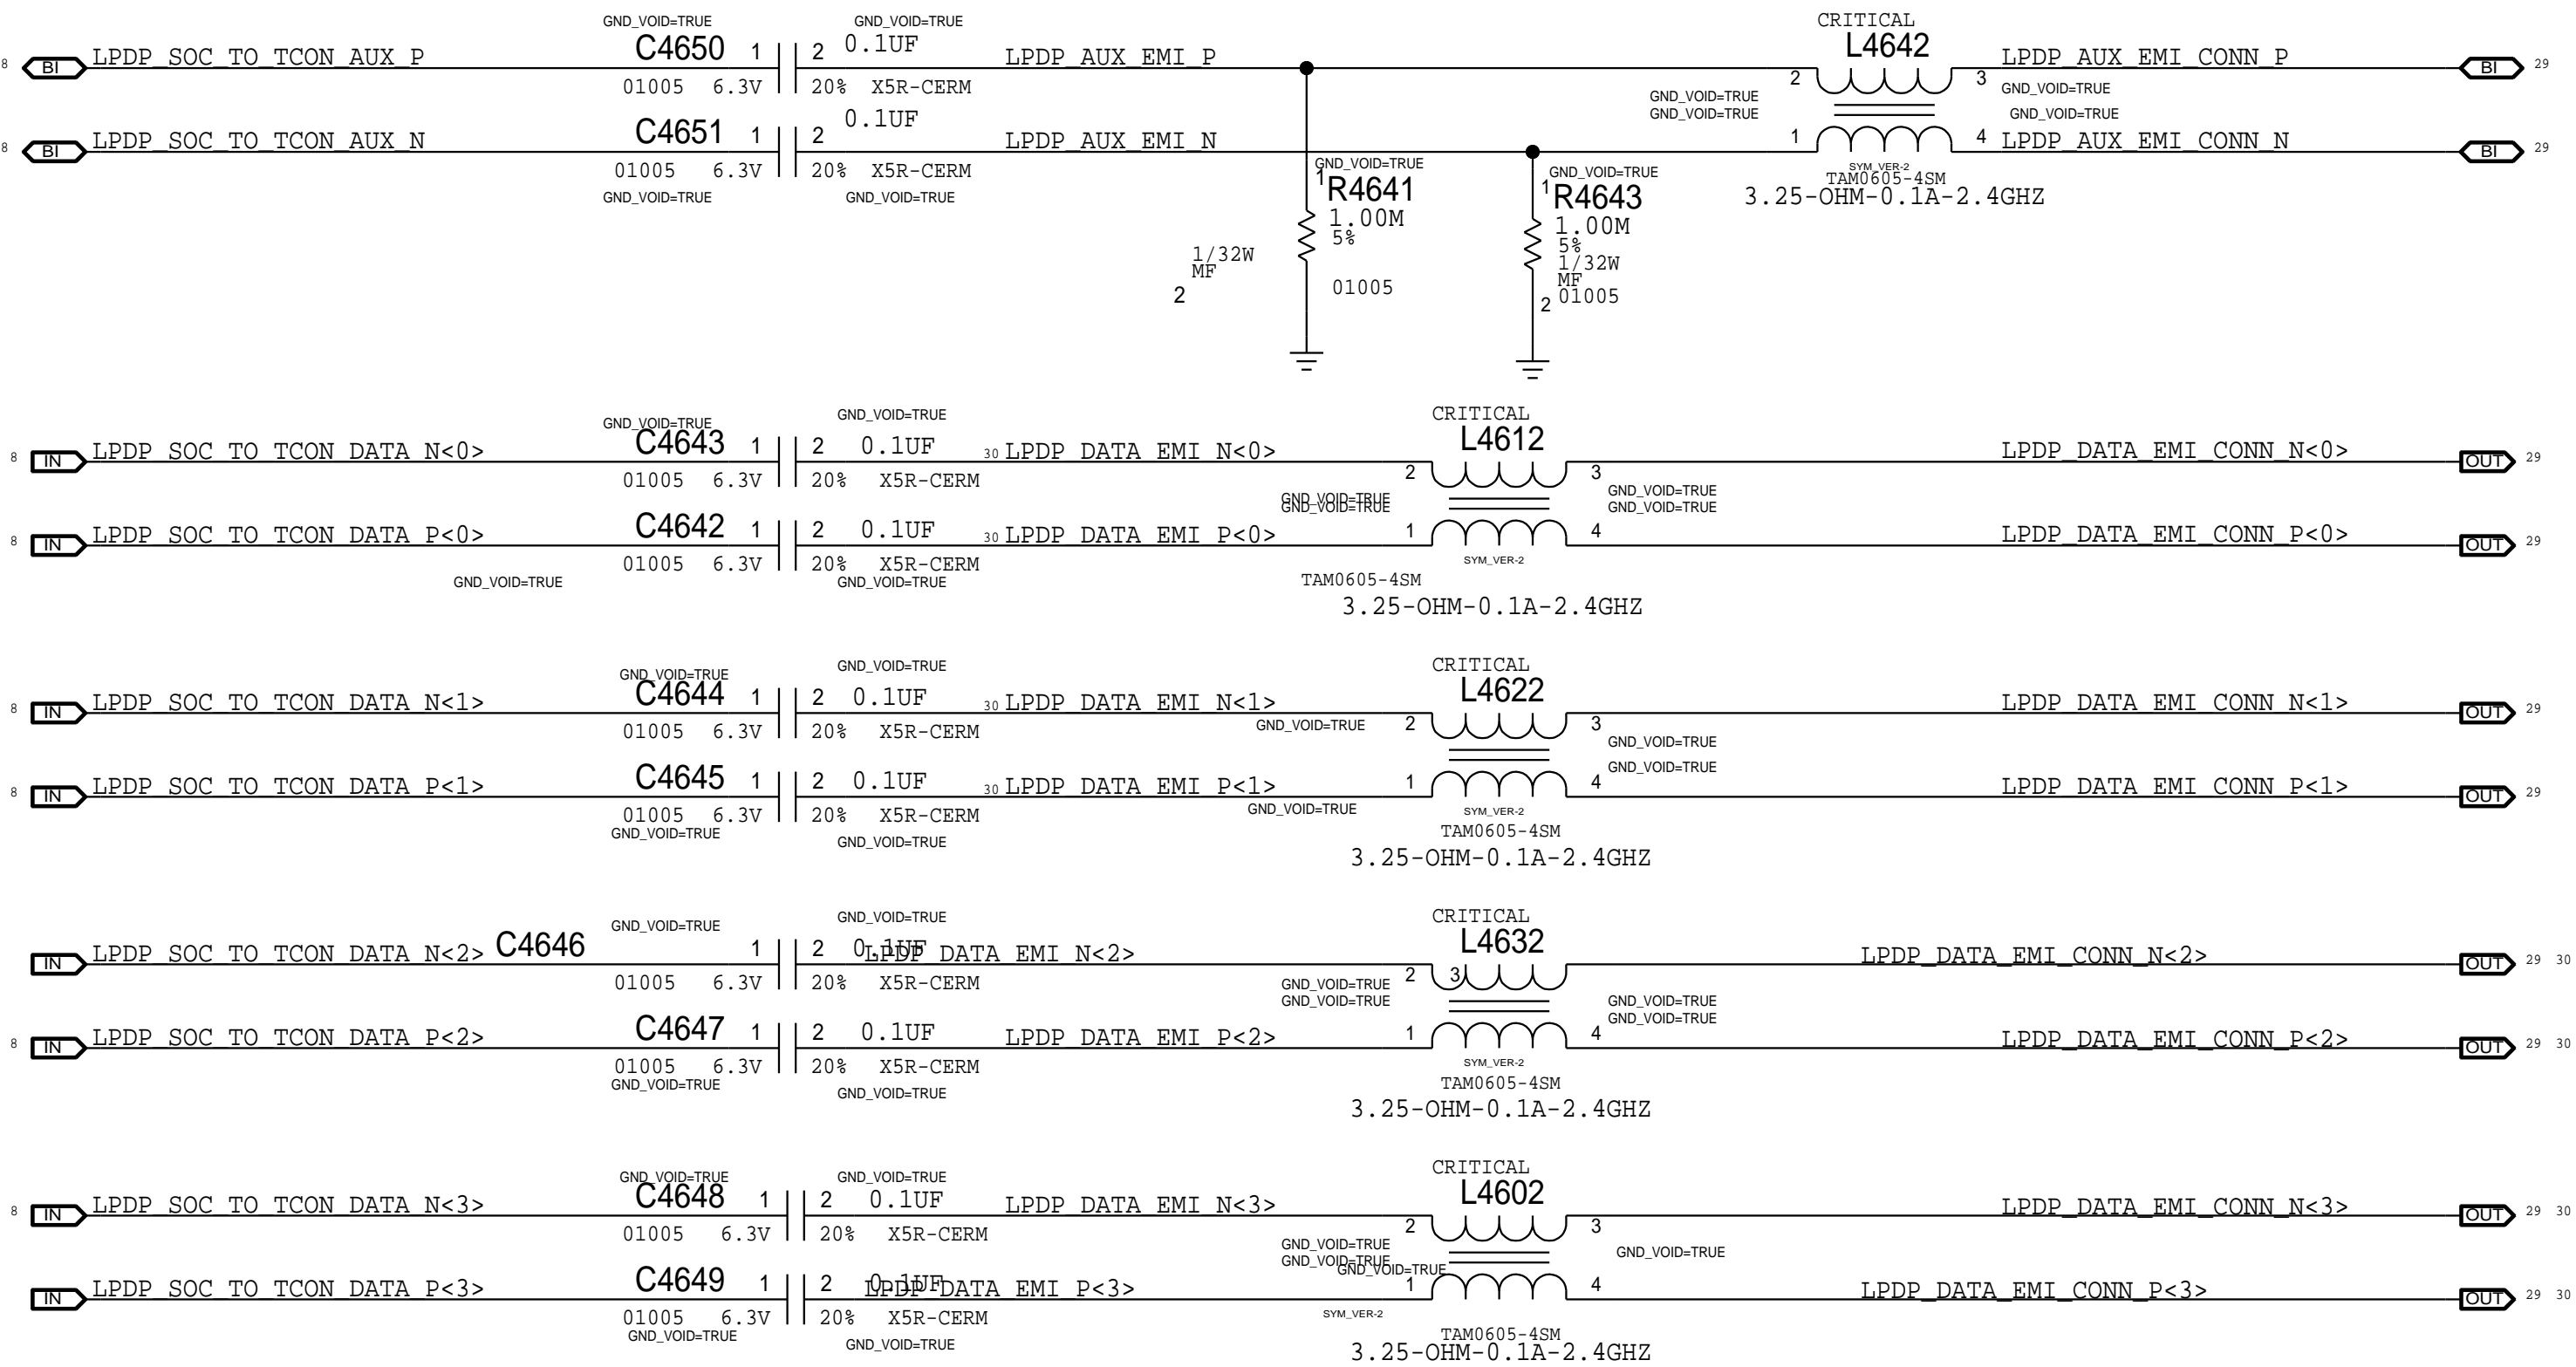 GND_VOID=TRUE GND_VOID=TRUE CRITICAL
8 BI LPDP_SOC_TO_TCON_AUX_P C4650 1 2 0.1UF LPDP_AUX_EMI_P L4642 LPDP_AUX_EMI_CONN_P BI 29
01005 6.3V 20% X5R-CERM 2 3 GND_VOID=TRUE
GND_VOID=TRUE
GND_VOID=TRUE GND_VOID=TRUE
8 BI LPDP_SOC_TO_TCON_AUX_N C4651 1 2 0.1UF LPDP_AUX_EMI_N 1 4 LPDP_AUX_EMI_CONN_N BI 29
01005 6.3V 20% X5R-CERM GND_VOID=TRUE GND_VOID=TRUE SYM_VER-2
TAM0605-4SM
GND_VOID=TRUE GND_VOID=TRUE 1 R4641 1 R4643 3.25-OHM-0.1A-2.4GHZ
1.00M 1.00M
5% 5%
1/32W 1/32W
MF MF
2 01005 2 01005
GND_VOID=TRUE GND_VOID=TRUE CRITICAL
8 IN LPDP_SOC_TO_TCON_DATA_N<0> C4643 1 2 0.1UF 30 LPDP_DATA_EMI_N<0> L4612 LPDP_DATA_EMI_CONN_N<0> OUT 29
01005 6.3V 20% X5R-CERM 2 3
GND_VOID=TRUE GND_VOID=TRUE
GND_VOID=TRUE GND_VOID=TRUE
8 IN LPDP_SOC_TO_TCON_DATA_P<0> C4642 1 2 0.1UF 30 LPDP_DATA_EMI_P<0> 1 4 LPDP_DATA_EMI_CONN_P<0> OUT 29
01005 6.3V 20% X5R-CERM SYM_VER-2
GND_VOID=TRUE GND_VOID=TRUE TAM0605-4SM
3.25-OHM-0.1A-2.4GHZ
GND_VOID=TRUE GND_VOID=TRUE CRITICAL
8 IN LPDP_SOC_TO_TCON_DATA_N<1> C4644 1 2 0.1UF 30 LPDP_DATA_EMI_N<1> L4622 LPDP_DATA_EMI_CONN_N<1> OUT 29
01005 6.3V 20% X5R-CERM GND_VOID=TRUE 2 3
GND_VOID=TRUE
GND_VOID=TRUE
8 IN LPDP_SOC_TO_TCON_DATA_P<1> C4645 1 2 0.1UF 30 LPDP_DATA_EMI_P<1> 1 4 LPDP_DATA_EMI_CONN_P<1> OUT 29
01005 6.3V 20% X5R-CERM GND_VOID=TRUE SYM_VER-2
GND_VOID=TRUE GND_VOID=TRUE TAM0605-4SM
3.25-OHM-0.1A-2.4GHZ
GND_VOID=TRUE GND_VOID=TRUE CRITICAL
8 IN LPDP_SOC_TO_TCON_DATA_N<2> C4646 1 2 0.1UF LPDP_DATA_EMI_N<2> L4632 LPDP_DATA_EMI_CONN_N<2> OUT 29 30
01005 6.3V 20% X5R-CERM 2 3
GND_VOID=TRUE
GND_VOID=TRUE GND_VOID=TRUE
GND_VOID=TRUE
8 IN LPDP_SOC_TO_TCON_DATA_P<2> C4647 1 2 0.1UF LPDP_DATA_EMI_P<2> 1 4 LPDP_DATA_EMI_CONN_P<2> OUT 29 30
01005 6.3V 20% X5R-CERM SYM_VER-2
GND_VOID=TRUE GND_VOID=TRUE TAM0605-4SM
3.25-OHM-0.1A-2.4GHZ
GND_VOID=TRUE GND_VOID=TRUE CRITICAL
8 IN LPDP_SOC_TO_TCON_DATA_N<3> C4648 1 2 0.1UF LPDP_DATA_EMI_N<3> L4602 LPDP_DATA_EMI_CONN_N<3> OUT 29 30
01005 6.3V 20% X5R-CERM 2 3
GND_VOID=TRUE GND_VOID=TRUE
GND_VOID=TRUE
GND_VOID=TRUE
8 IN LPDP_SOC_TO_TCON_DATA_P<3> C4649 1 2 0.1UF LPDP_DATA_EMI_P<3> 1 4 LPDP_DATA_EMI_CONN_P<3> OUT 29 30
01005 6.3V 20% X5R-CERM SYM_VER-2
GND_VOID=TRUE GND_VOID=TRUE TAM0605-4SM
3.25-OHM-0.1A-2.4GHZ